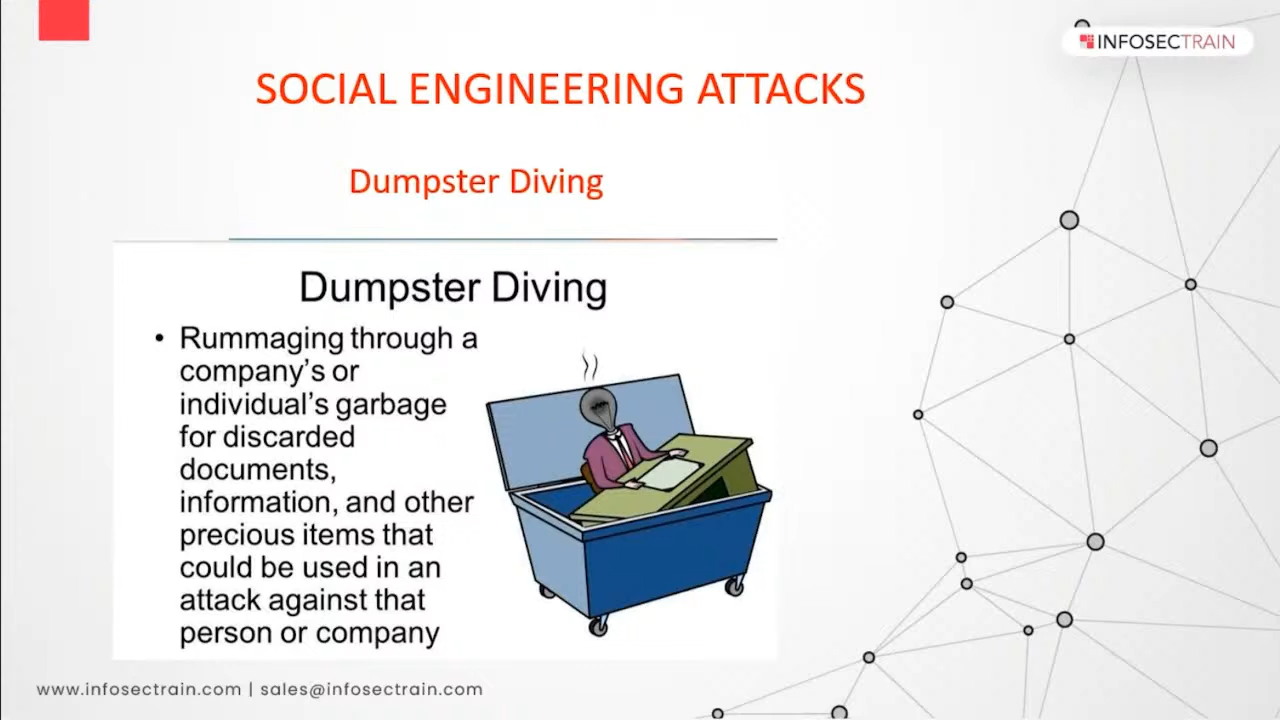 INFOSECTRAIN
SOCIAL ENGINEERING ATTACKS
Dumpster Diving
Dumpster Diving
• Rummaging through a
company's or
individual's garbage
for discarded
documents,
information, and other
precious items that
could be used in an
attack against that
person or company
www.infosectrain.com | sales@infosectrain.com